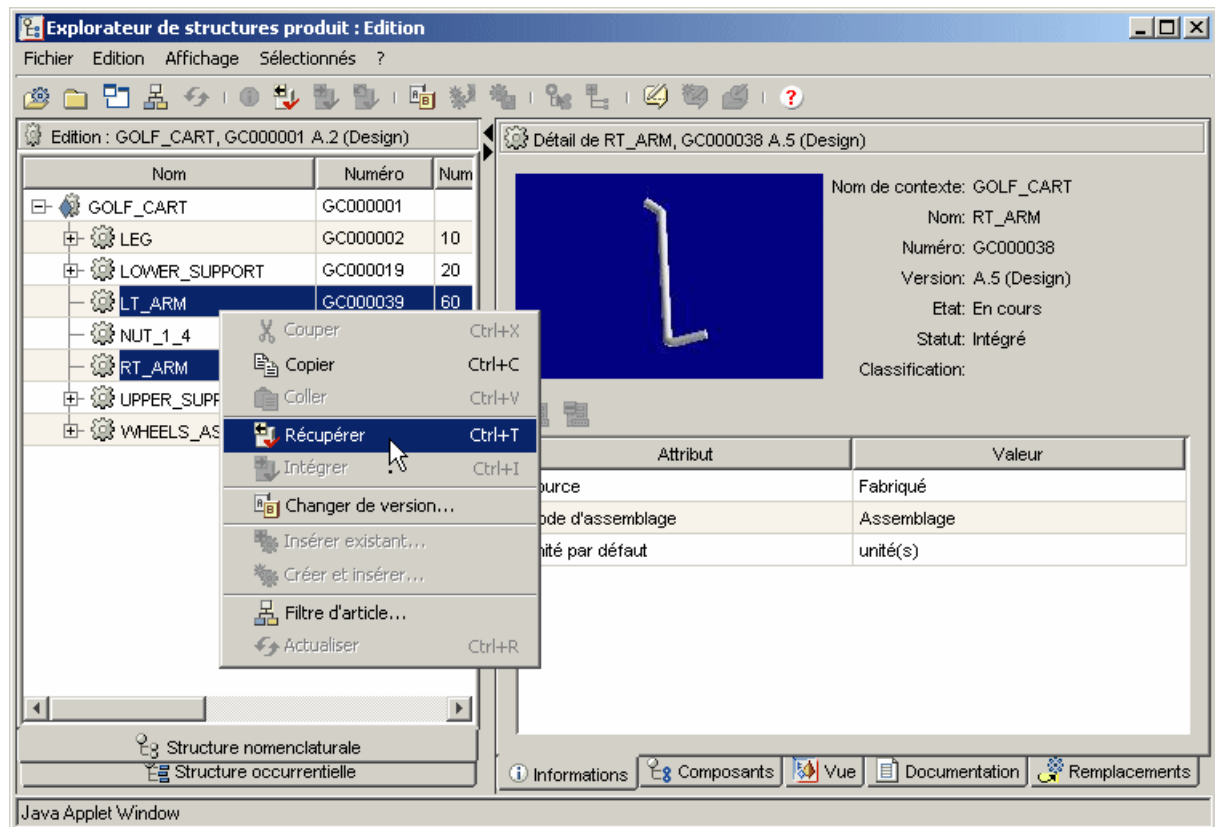 Explorateur de structures produit : Edition
Fichier Edition Affichage Sélectionnés ?
Edition : GOLF_CART, GC000001 A.2 (Design)
Nom Numéro Num
GOLF_CART GC000001
LEG GC000002 10
LOWER_SUPPORT GC000019 20
LT_ARM GC000039 60
NUT_1_4
RT_ARM
UPPER_SUPF
WHEELS_AS
Couper Ctrl+X
Copier Ctrl+C
Coller Ctrl+V
Récupérer Ctrl+T
Intégrer Ctrl+I
Changer de version...
Insérer existant...
Créer et insérer...
Filtre d'article...
Actualiser Ctrl+R
Structure nomenclaturale
Structure occurrentielle
Détail de RT_ARM, GC000038 A.5 (Design)
Nom de contexte: GOLF_CART
Nom: RT_ARM
Numéro: GC000038
Version: A.5 (Design)
Etat: En cours
Statut: Intégré
Classification:
Attribut Valeur
ource Fabriqué
ode d'assemblage Assemblage
nité par défaut unité(s)
Informations Composants Vue Documentation Remplacements
Java Applet Window